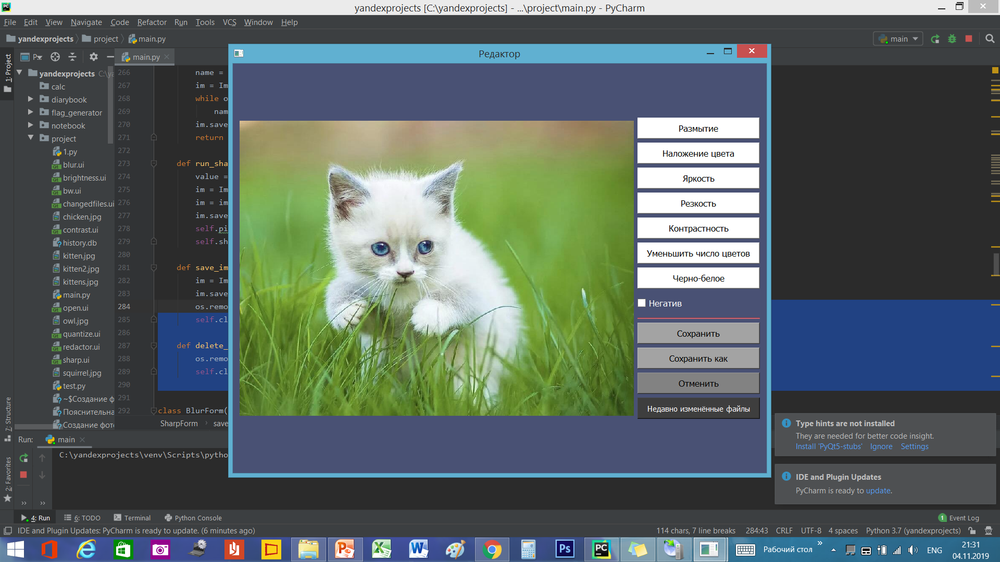 yandexprojects [C:\yandexprojects] - ...\project\main.py - PyCharm
File Edit View Navigate Code Refactor Run Tools VCS Window Help
yandexprojects project main.py
main
1: Project
P..
main.py
yandexprojects C:\ya
calc
diarybook
flag_generator
notebook
project
1.py
blur.ui
brightness.ui
bw.ui
changedfiles.ui
chicken.jpg
contrast.ui
history.db
kitten.jpg
kitten2.jpg
kittens.jpg
main.py
open.ui
owl.jpg
quantize.ui
redactor.ui
sharp.ui
squirrel.jpg
test.py
~$Создание ф
Пояснительна
Создание фот
7: Structure
2: Favorites
266 name =
267 im = Im
268 while o
269 nam
270 im.save
271 return
272
273 def run_sha
274 value =
275 im = Im
276 im = im
277 im.save
278 self.pi
279 self.sh
280
281 def save_im
282 im = Im
283 im.save
284 os.remo
285 self.cl
286
287 def delete_
288 os.remo
289 self.cl
290
291
292 class BlurForm(
SharpForm › save
Редактор
Размытие
Наложение цвета
Яркость
Резкость
Контрастность
Уменьшить число цветов
Черно-белое
Негатив
Сохранить
Сохранить как
Отменить
Недавно изменённые файлы
Run: main
C:\yandexprojects\venv\Scripts\pytho
Type hints are not installed
They are needed for better code insight.
Install 'PyQt5-stubs' Ignore Settings
IDE and Plugin Updates
PyCharm is ready to update.
4: Run 6: TODO Terminal Python Console
1 Event Log
IDE and Plugin Updates: PyCharm is ready to update. (6 minutes ago)
114 chars, 7 line breaks 284:43 CRLF UTF-8 4 spaces Python 3.7 (yandexprojects)
Рабочий стол
ENG
21:31
04.11.2019